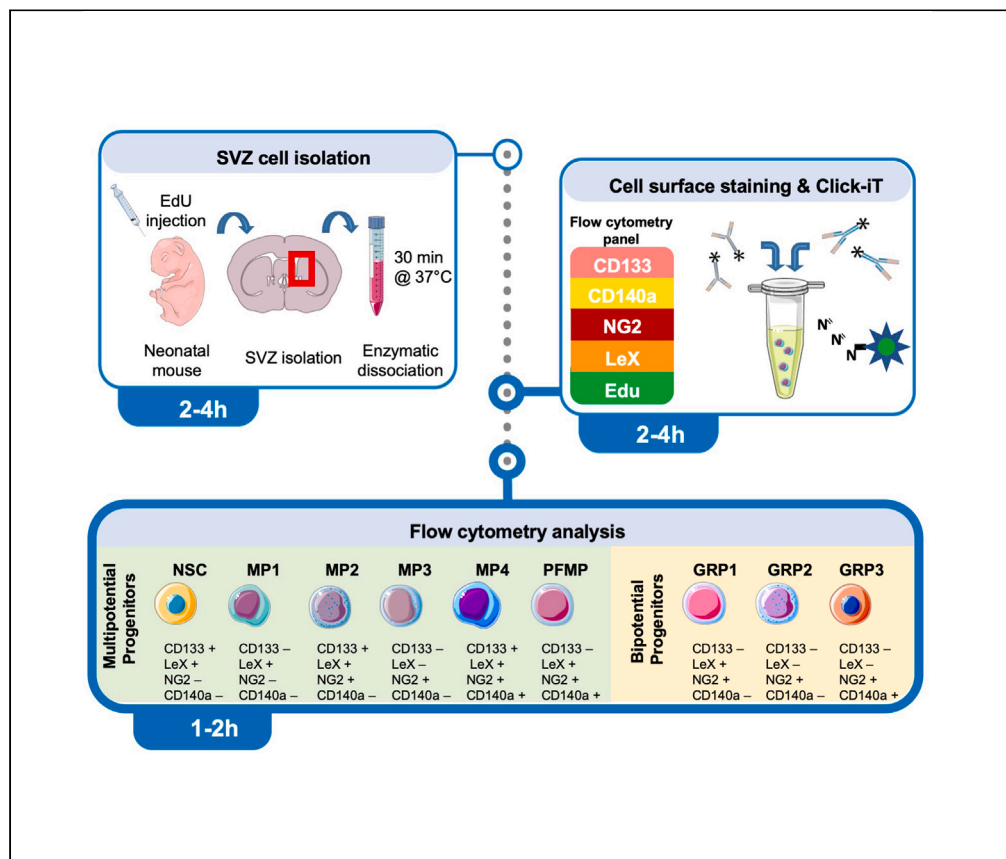 SVZ cell isolation
EdU
injection
30 min
@ 37°C
Neonatal
mouse
SVZ isolation
Enzymatic
dissociation
2-4h
Cell surface staining & Click-iT
Flow cytometry
panel
CD133
CD140a
NG2
LeX
Edu
N
N
N
2-4h
Flow cytometry analysis
Multipotential
Progenitors
NSC
CD133 +
LeX +
NG2 –
CD140a –
MP1
CD133 –
LeX +
NG2 –
CD140a –
MP2
CD133 +
LeX +
NG2 +
CD140a –
MP3
CD133 –
LeX –
NG2 +
CD140a –
MP4
CD133 +
LeX +
NG2 +
CD140a +
PFMP
CD133 –
LeX +
NG2 +
CD140a +
Bipotential
Progenitors
GRP1
CD133 –
LeX +
NG2 +
CD140a –
GRP2
CD133 –
LeX –
NG2 +
CD140a –
GRP3
CD133 –
LeX –
NG2 +
CD140a +
1-2h